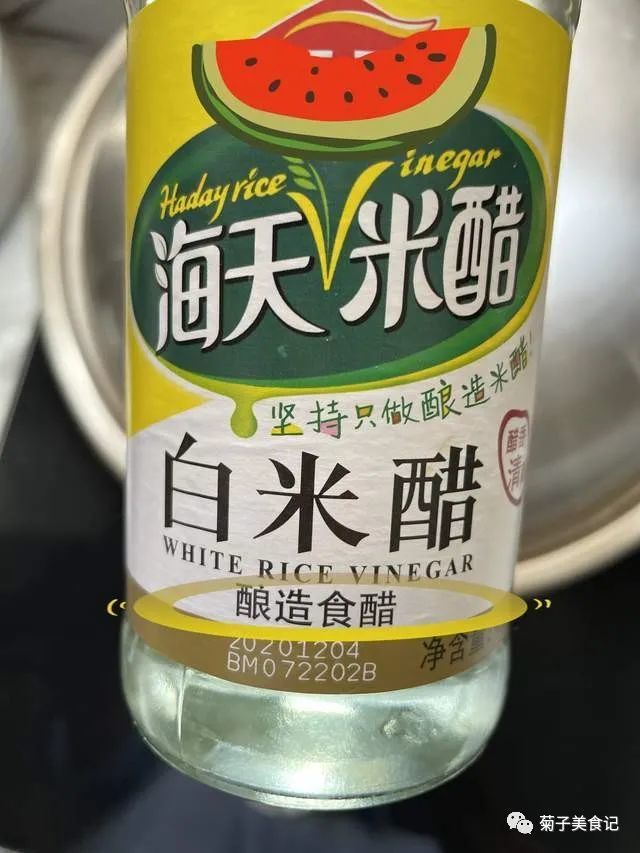 Haday rice Vinegar
海天米醋
坚持只做酿造米醋!
白米醋
WHITE RICE VINEGAR
酿造食醋
20201204
BM072202B
净含量
菊子美食记